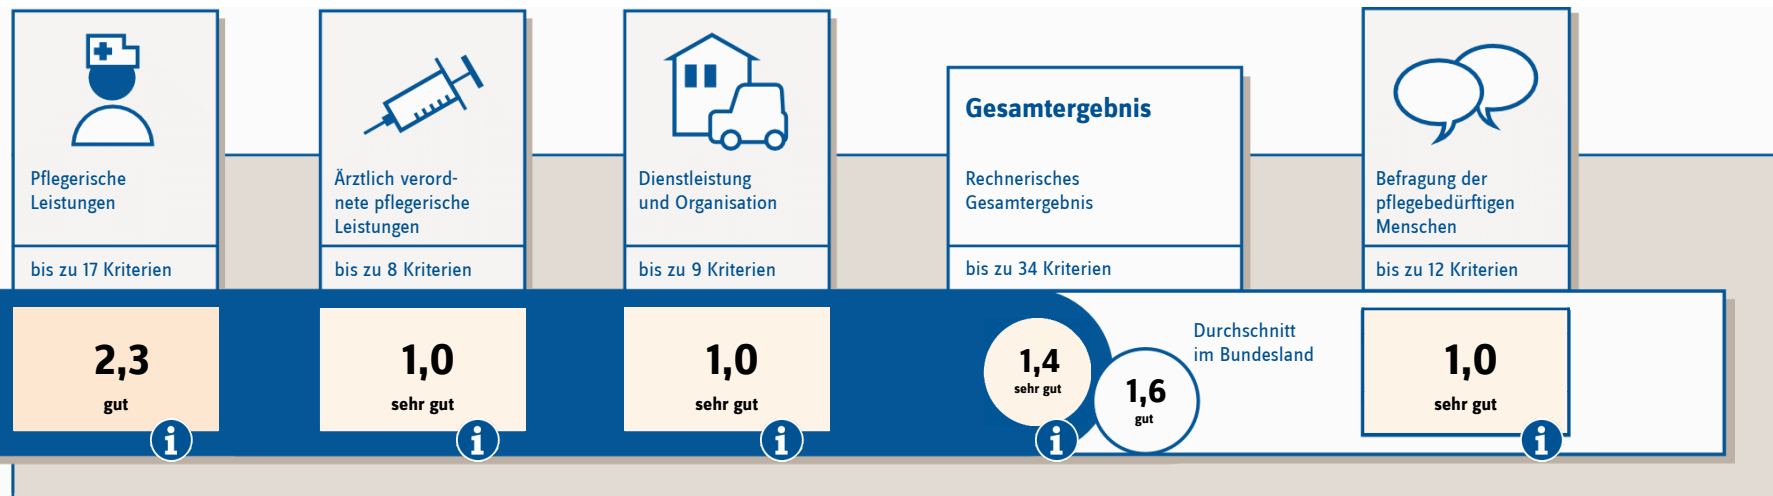 Pflegerische
Leistungen
bis zu 17 Kriterien
2,3
gut
i
Ärztlich verord-
nete pflegerische
Leistungen
bis zu 8 Kriterien
1,0
sehr gut
i
Dienstleistung
und Organisation
bis zu 9 Kriterien
1,0
sehr gut
i
Gesamtergebnis
Rechnerisches
Gesamtergebnis
bis zu 34 Kriterien
1,4
sehr gut
i
1,6
gut
Durchschnitt
im Bundesland
Befragung der
pflegebedürftigen
Menschen
bis zu 12 Kriterien
1,0
sehr gut
i